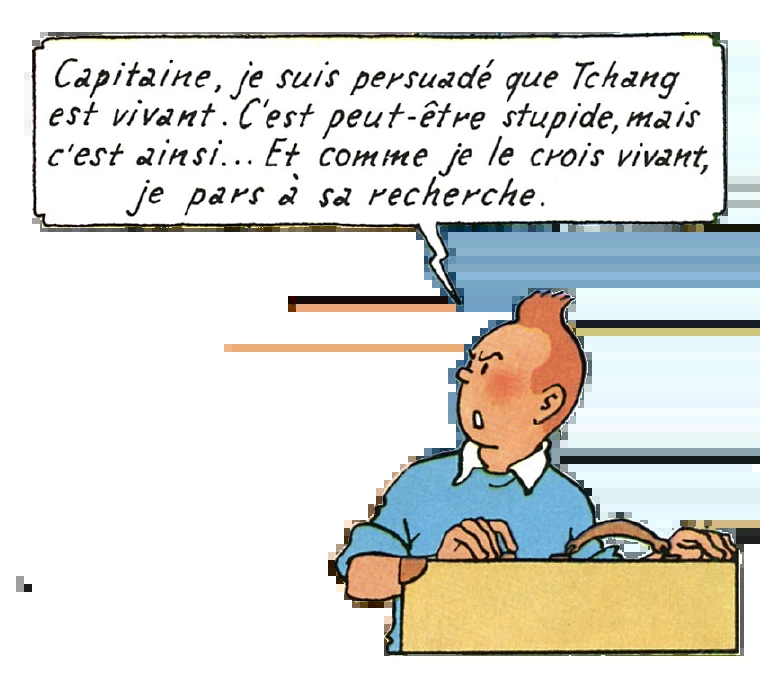 Capitaine, je suis persuadé que Tchang
est vivant. C'est peut-être stupide, mais
c'est ainsi... Et comme je le crois vivant,
je pars à sa recherche.